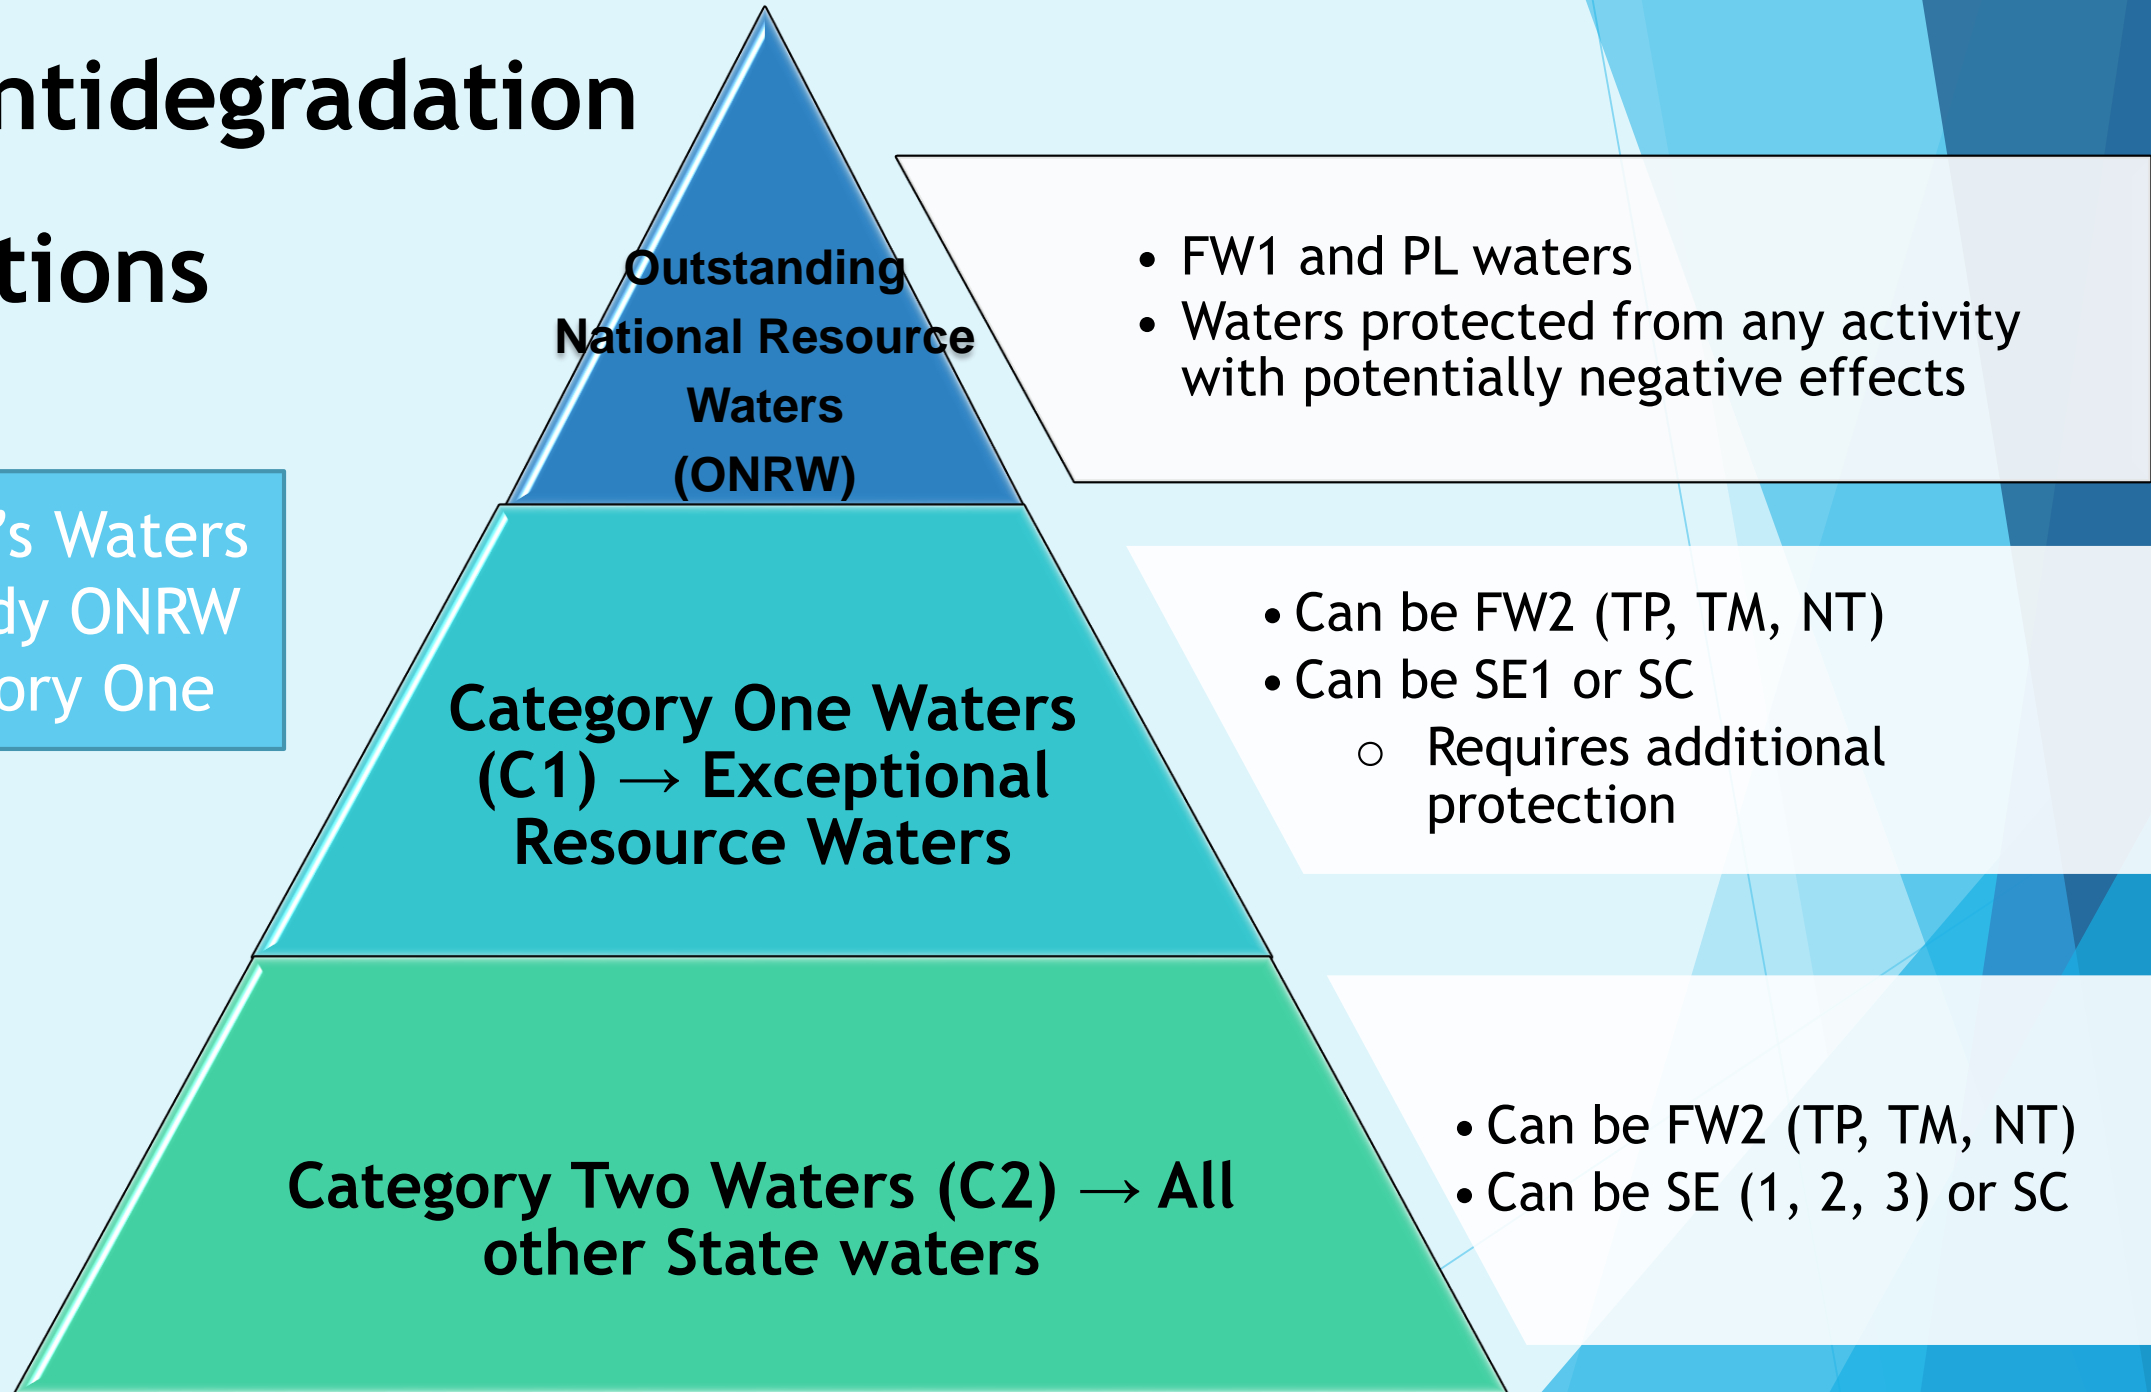 ntidegradation
tions
's Waters
dy ONRW
ory One
Outstanding
National Resource
Waters
(ONRW)
• FW1 and PL waters
• Waters protected from any activity
with potentially negative effects
Category One Waters
(C1) → Exceptional
Resource Waters
• Can be FW2 (TP, TM, NT)
• Can be SE1 or SC
o Requires additional
protection
Category Two Waters (C2) → All
other State waters
• Can be FW2 (TP, TM, NT)
• Can be SE (1, 2, 3) or SC